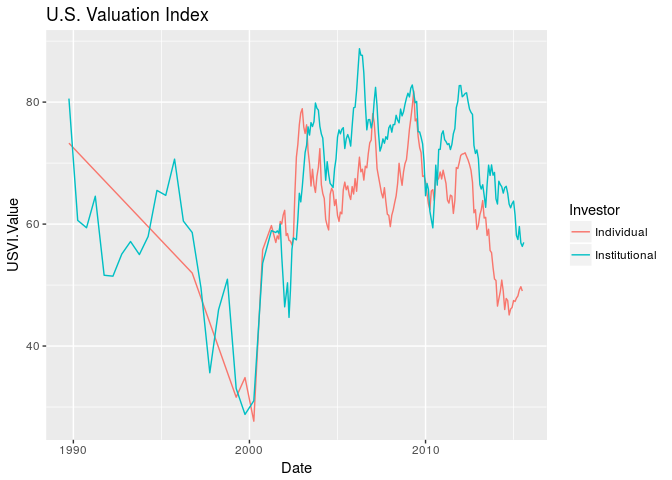 U.S. Valuation Index
USVI.Value
80
60
40
1990
2000
2010
Date
Investor
Individual
Institutional